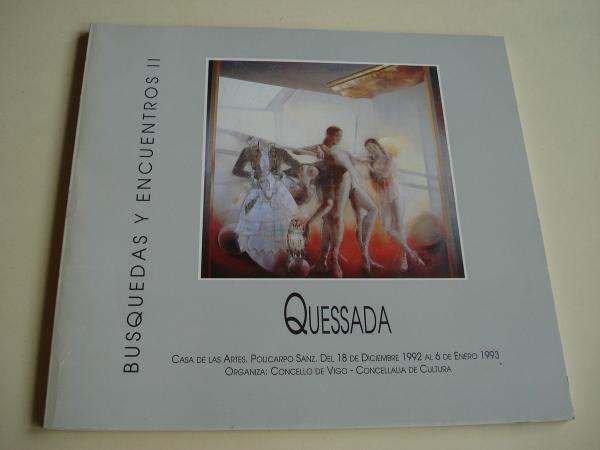 BUSQUEDAS Y ENCUENTROS II
QUESSADA
CASA DE LAS ARTES. POLICARPO SANZ. DEL 18 DE DICIEMBRE 1992 AL 6 DE ENERO 1993
ORGANIZA: CONCELLO DE VIGO - CONCELLALIA DE CULTURA